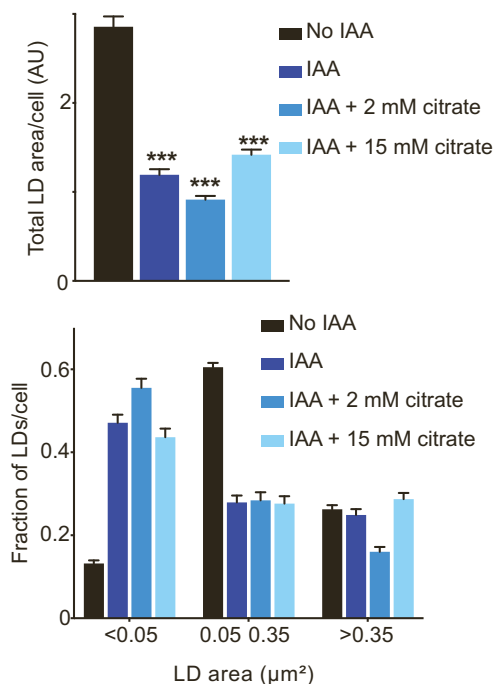 Total LD area/cell (AU)
2
0
***
***
***
No IAA
IAA
IAA + 2 mM citrate
IAA + 15 mM citrate
Fraction of LDs/cell
0.6
0.4
0.2
0
No IAA
IAA
IAA + 2 mM citrate
IAA + 15 mM citrate
<0.05
0.05 0.35
>0.35
LD area (µm²)